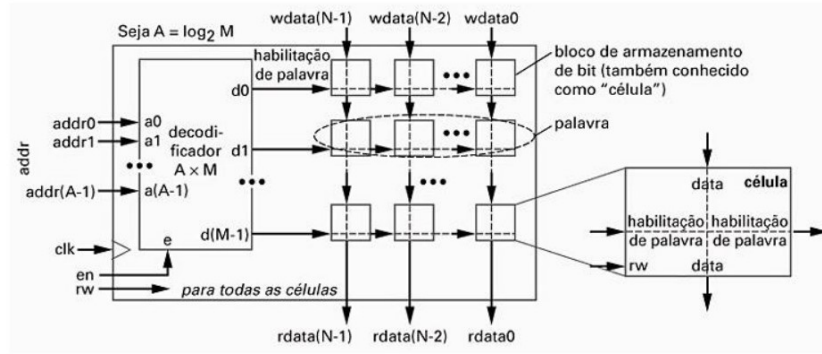 Seja A = log2 M
wdata(N-1) wdata(N-2) wdata0
habilitação
de palavra
bloco de armazenamento
de bit (também conhecido
como "célula")
d0
addr
addr0
addr1
addr(A-1)
a0
a1
a(A-1)
decodi-
ficador
A × M
d1
palavra
d(M-1)
clk
e
en
rw
para todas as células
rdata(N-1) rdata(N-2) rdata0
data célula
habilitação habilitação
de palavra de palavra
rw data